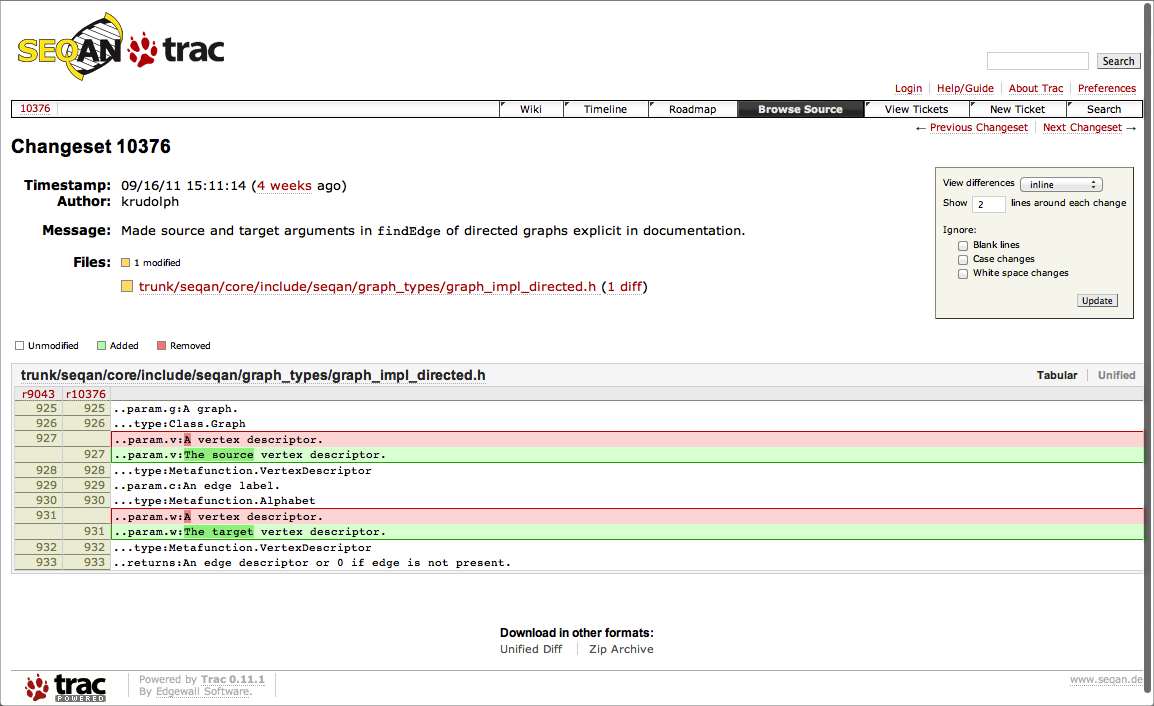 SEQAN trac
Search
Login Help/Guide About Trac Preferences
10376 Wiki Timeline Roadmap Browse Source View Tickets New Ticket Search
← Previous Changeset Next Changeset →
Changeset 10376
Timestamp: 09/16/11 15:11:14 (4 weeks ago)
Author: krudolph
Message: Made source and target arguments in findEdge of directed graphs explicit in documentation.
Files: 1 modified
trunk/seqan/core/include/seqan/graph_types/graph_impl_directed.h (1 diff)
View differences inline
Show 2 lines around each change
Ignore:
Blank lines
Case changes
White space changes
Update
Unmodified Added Removed
trunk/seqan/core/include/seqan/graph_types/graph_impl_directed.h Tabular Unified
r9043 r10376
925 925 ..param.g:A graph.
926 926 ...type:Class.Graph
927 ..param.v:A vertex descriptor.
927 ..param.v:The source vertex descriptor.
928 928 ...type:Metafunction.VertexDescriptor
929 929 ..param.c:An edge label.
930 930 ...type:Metafunction.Alphabet
931 ..param.w:A vertex descriptor.
931 ..param.w:The target vertex descriptor.
932 932 ...type:Metafunction.VertexDescriptor
933 933 ..returns:An edge descriptor or 0 if edge is not present.
Download in other formats:
Unified Diff Zip Archive
trac POWERED
Powered by Trac 0.11.1
By Edgewall Software.
www.seqan.de